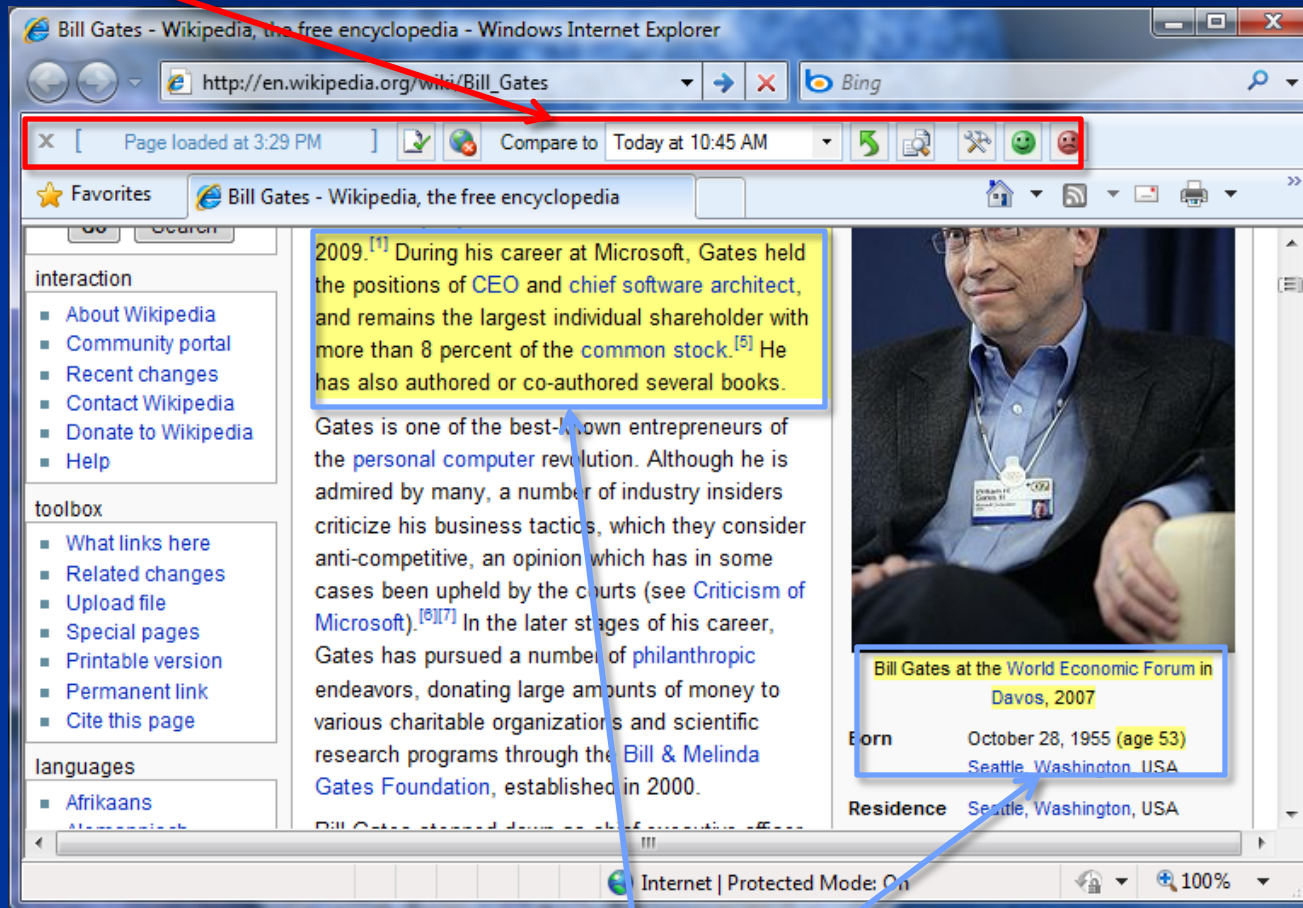 Bill Gates - Wikipedia, the free encyclopedia - Windows Internet Explorer
http://en.wikipedia.org/wiki/Bill_Gates
Bing
X [ Page loaded at 3:29 PM ] Compare to Today at 10:45 AM
Favorites
Bill Gates - Wikipedia, the free encyclopedia
Go Search
interaction
About Wikipedia
Community portal
Recent changes
Contact Wikipedia
Donate to Wikipedia
Help
toolbox
What links here
Related changes
Upload file
Special pages
Printable version
Permanent link
Cite this page
languages
Afrikaans
2009.[1] During his career at Microsoft, Gates held
the positions of CEO and chief software architect,
and remains the largest individual shareholder with
more than 8 percent of the common stock.[5] He
has also authored or co-authored several books.
Gates is one of the best-known entrepreneurs of
the personal computer revolution. Although he is
admired by many, a number of industry insiders
criticize his business tactics, which they consider
anti-competitive, an opinion which has in some
cases been upheld by the courts (see Criticism of
Microsoft).[6][7] In the later stages of his career,
Gates has pursued a number of philanthropic
endeavors, donating large amounts of money to
various charitable organizations and scientific
research programs through the Bill & Melinda
Gates Foundation, established in 2000.
Bill Gates stepped down as chief executive officer
Bill Gates at the World Economic Forum in
Davos, 2007
Born October 28, 1955 (age 53)
Seattle, Washington, USA
Residence Seattle, Washington, USA
Internet | Protected Mode: On
100%